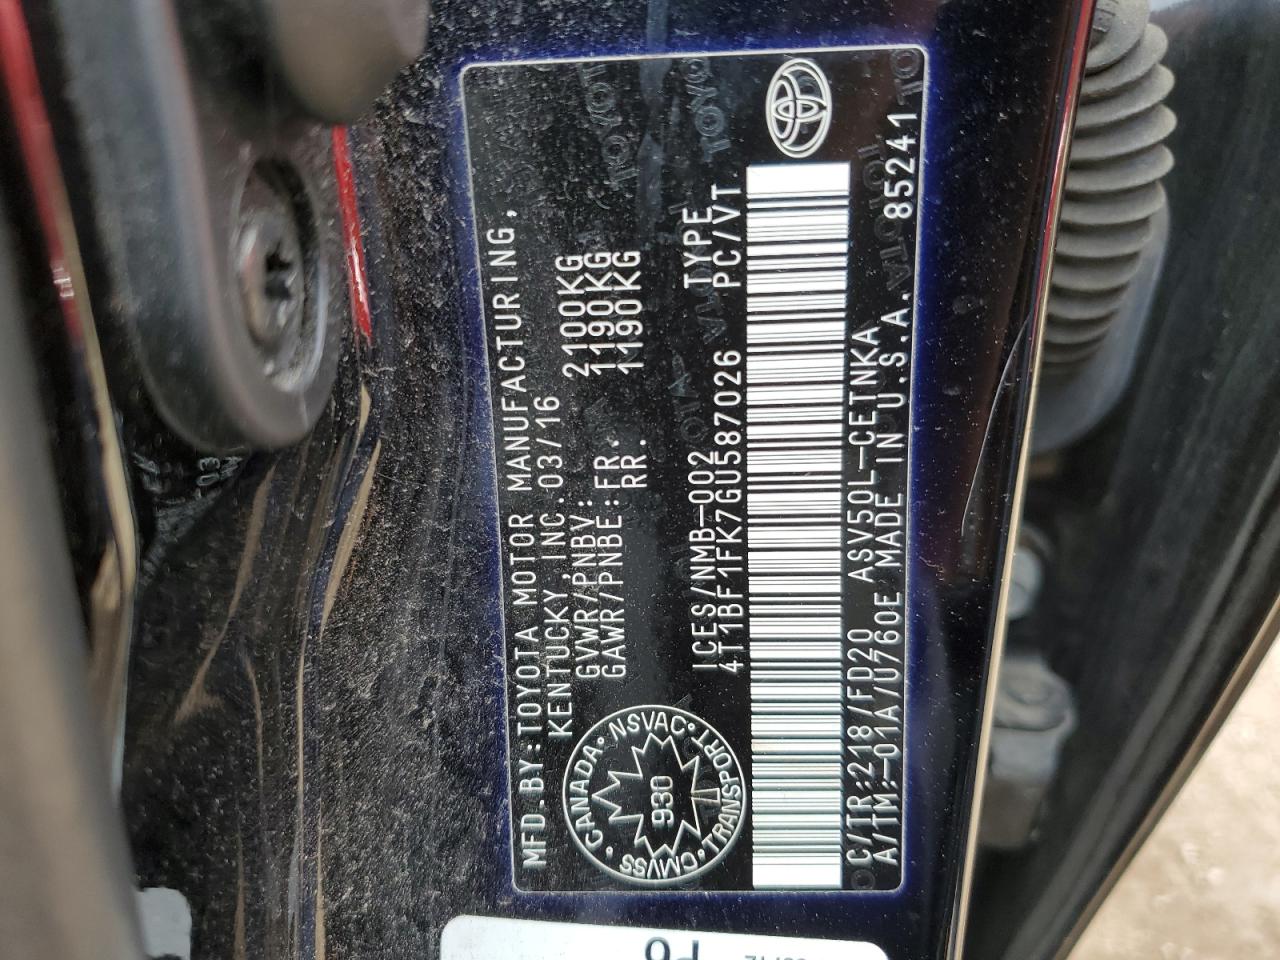 MFD.BY:TOYOTA MOTOR MANUFACTURING,
KENTUCKY,INC.03/16
GVWR/PNBV: 2100KG
GAWR/PNBE:FR. 1190KG
RR. 1190KG
ICES/NMB-002 TYPE
4T1BF1FK7GU587026 PC/VT
C/TR:218/FD20 ASV50L-CETNKA
A/TM:-01A/U760E MADE IN U.S.A. 85241
CANADA · NSVAC · TRANSPORT · CMVSS
930